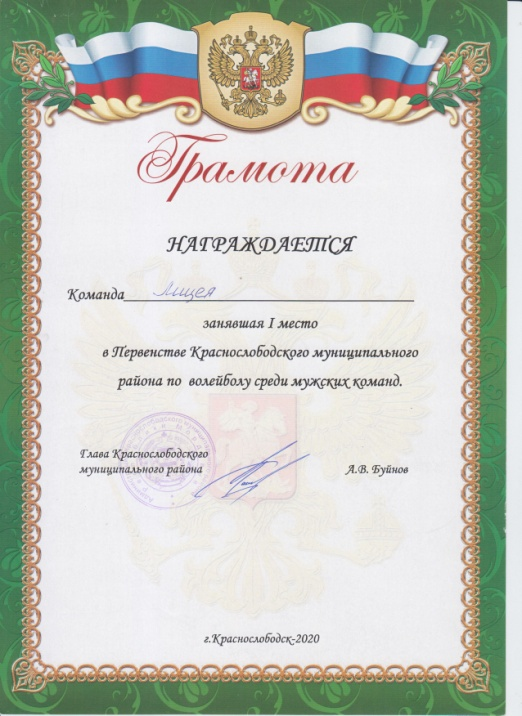 Грамота
НАГРАЖДАЕТСЯ
Команда Лицея
занявшая I место
в Первенстве Краснослободского муниципального
района по волейболу среди мужских команд.
Глава Краснослободского
муниципального района А.В. Буйнов
г.Краснослободск-2020